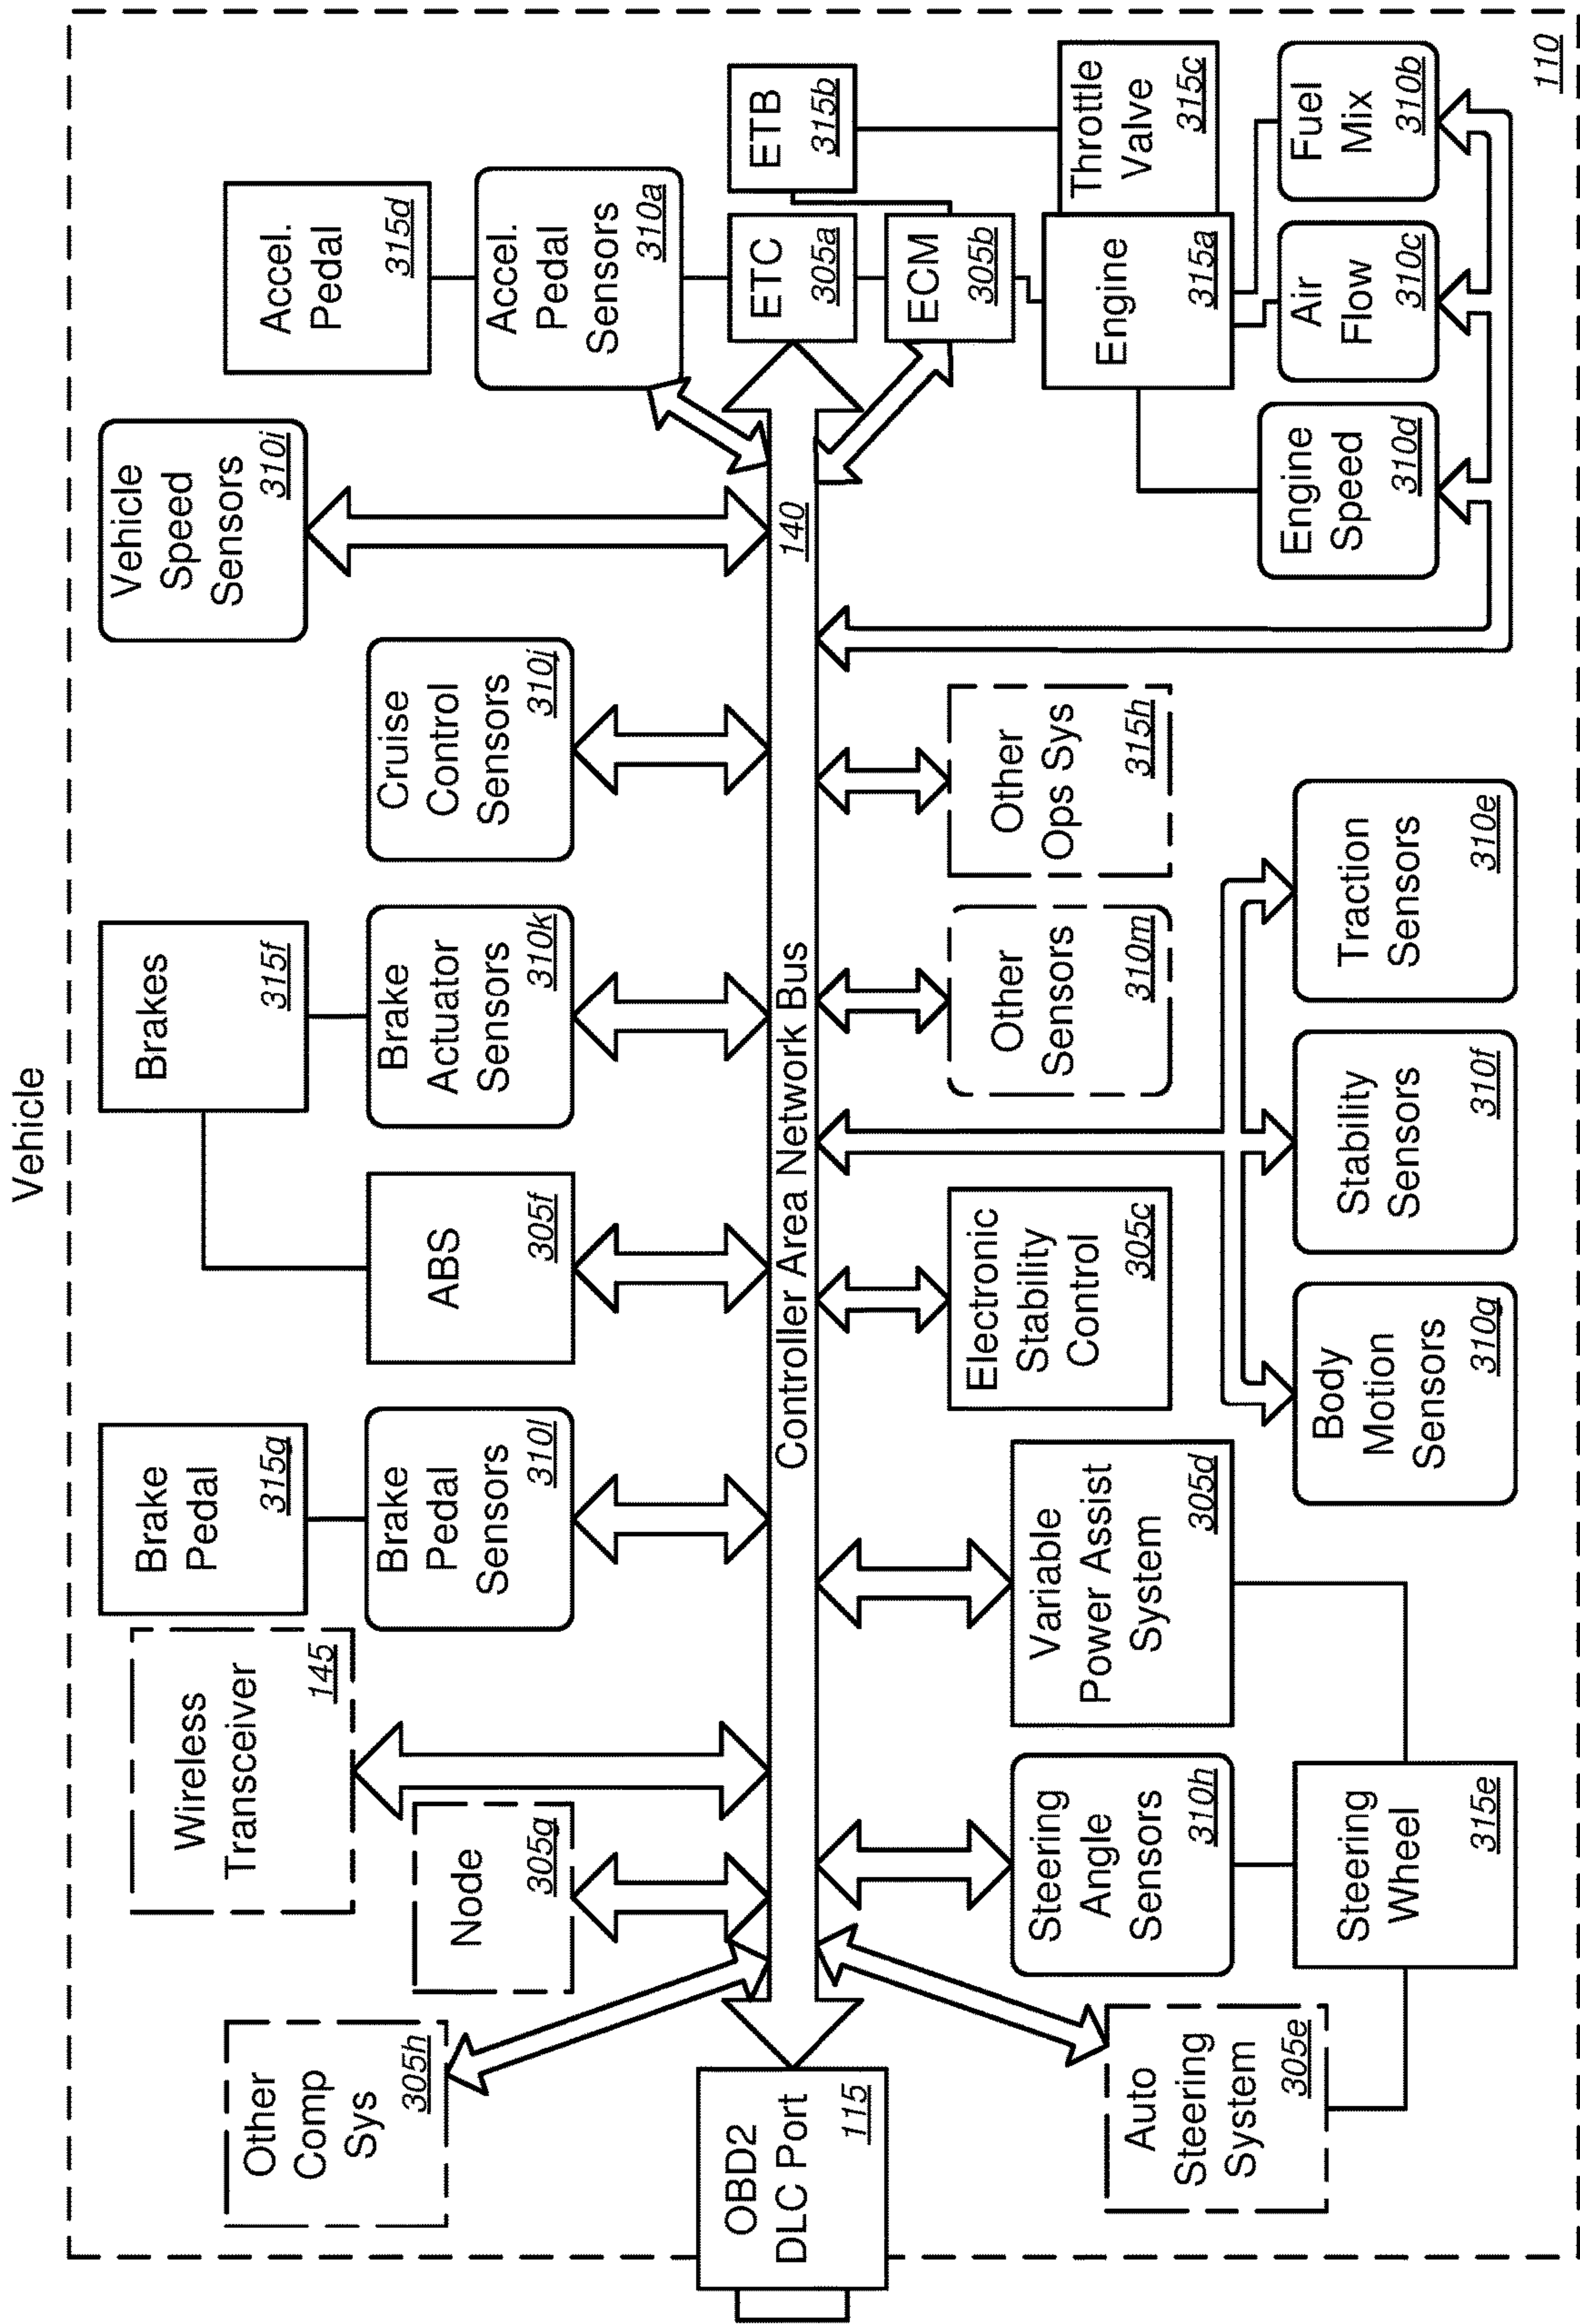 Vehicle
Other
Comp
Sys
305h
Node
305g
Wireless
Transceiver
145
Brake
Pedal
315g
Brake
Pedal
Sensors
310l
ABS
305f
Brakes
315f
Brake
Actuator
Sensors
310k
Cruise
Control
Sensors
310j
Vehicle
Speed
Sensors
310i
Accel.
Pedal
315d
Accel.
Pedal
Sensors
310a
OBD2
DLC Port
115
Controller Area Network Bus
140
ETC
305a
ETB
315b
ECM
305b
Auto
Steering
System
305e
Steering
Angle
Sensors
310h
Steering
Wheel
315e
Variable
Power Assist
System
305d
Electronic
Stability
Control
305c
Body
Motion
Sensors
310g
Stability
Sensors
310f
Traction
Sensors
310e
Other
Sensors
310m
Other
Ops Sys
315h
Engine
315a
Throttle
Valve
315c
Engine
Speed
310d
Air
Flow
310c
Fuel
Mix
310b
110